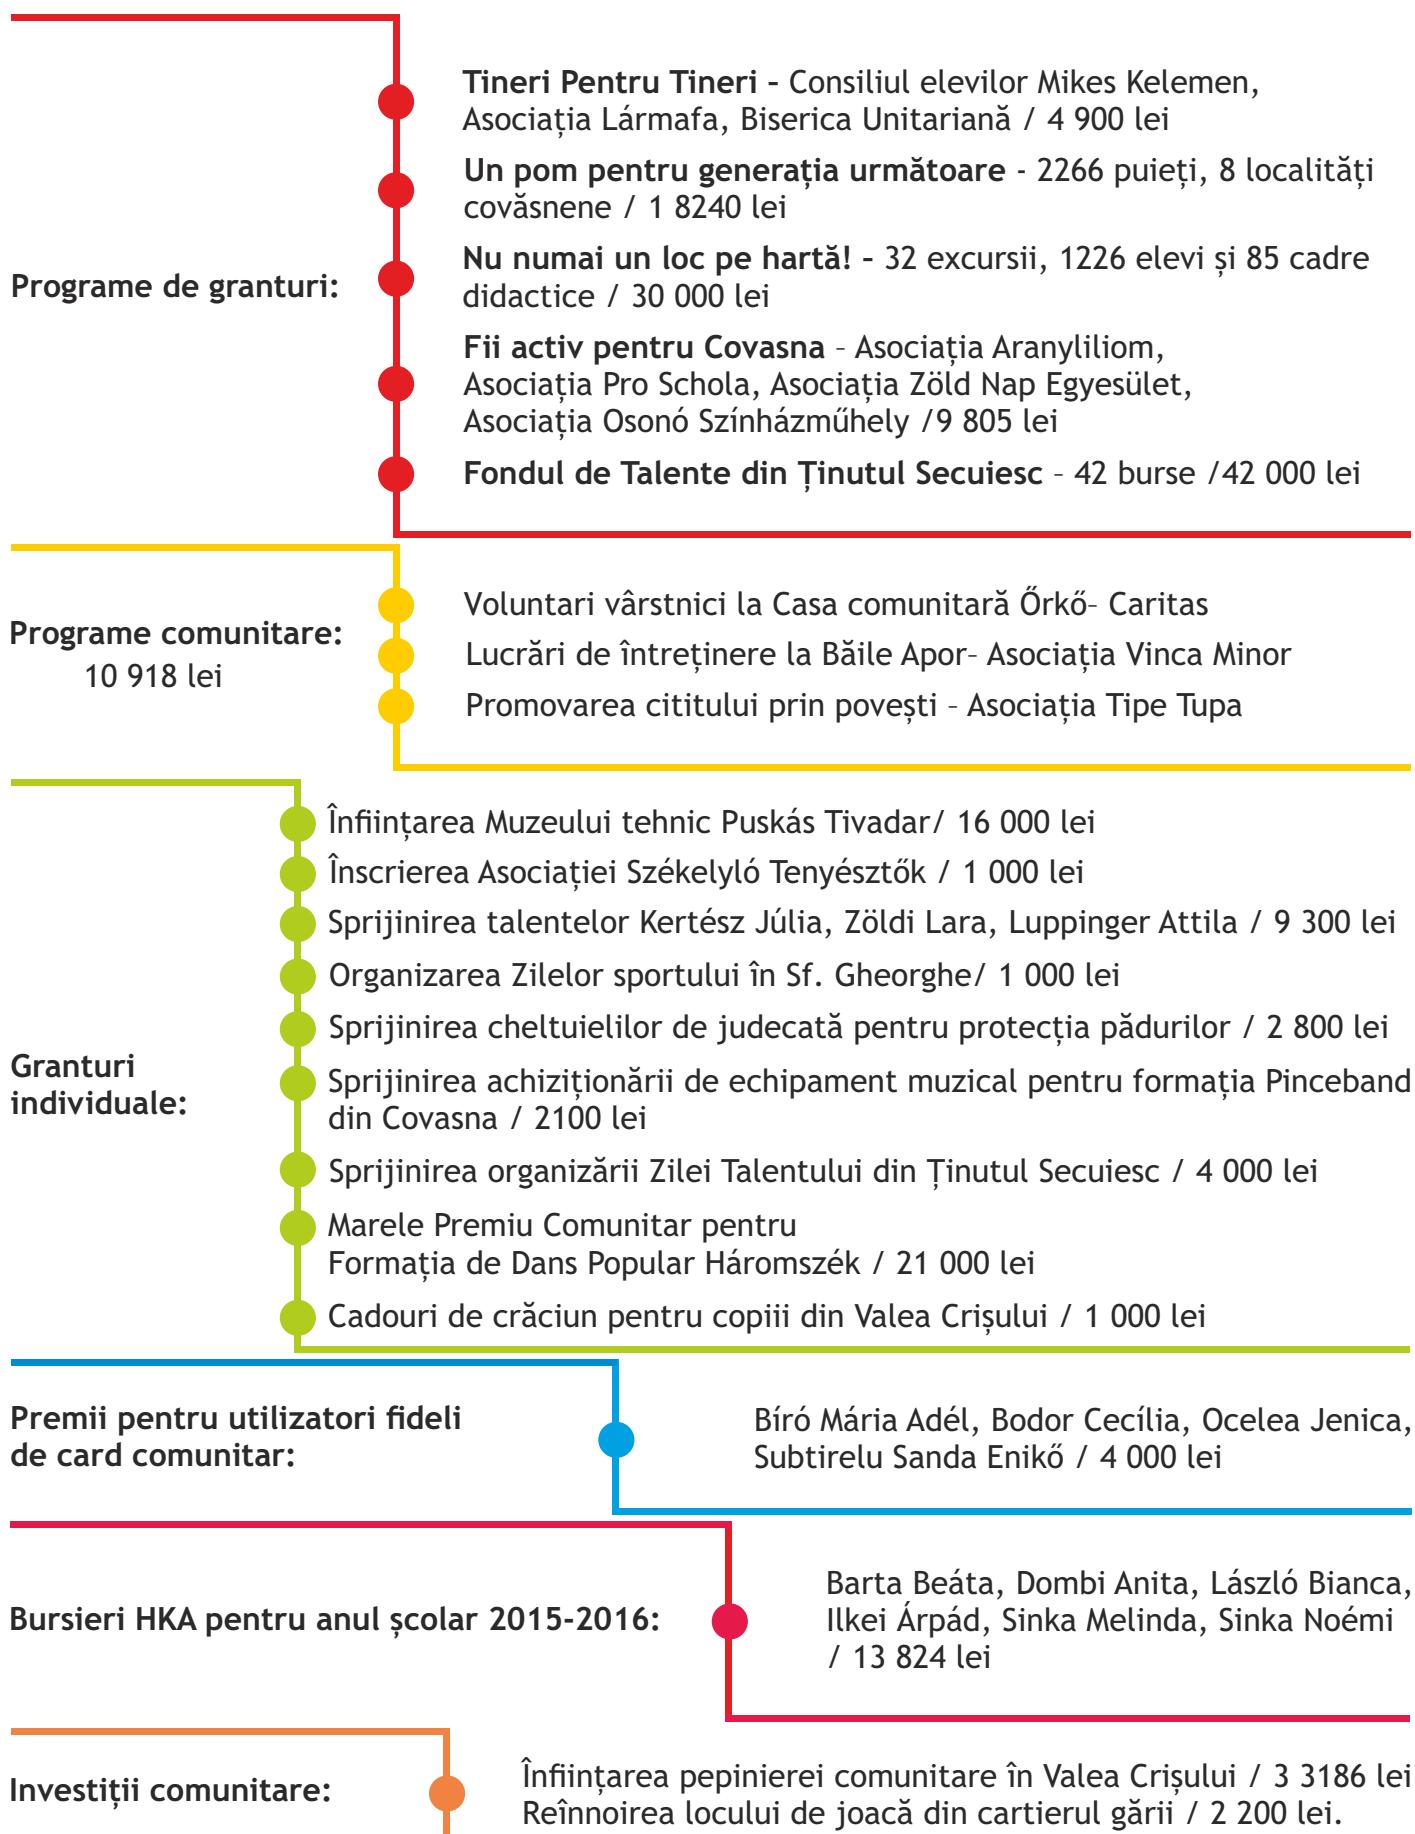 Programe de granturi:
Tineri Pentru Tineri – Consiliul elevilor Mikes Kelemen,
Asociația Lármafa, Biserica Unitariană / 4 900 lei
Un pom pentru generația următoare - 2266 puieți, 8 localități
covăsnene / 1 8240 lei
Nu numai un loc pe hartă! – 32 excursii, 1226 elevi și 85 cadre
didactice / 30 000 lei
Fii activ pentru Covasna – Asociația Aranyliliom,
Asociația Pro Schola, Asociația Zöld Nap Egyesület,
Asociația Osonó Színházműhely /9 805 lei
Fondul de Talente din Ținutul Secuiesc – 42 burse /42 000 lei
Programe comunitare:
10 918 lei
Voluntari vârstnici la Casa comunitară Őrkő– Caritas
Lucrări de întreținere la Băile Apor– Asociația Vinca Minor
Promovarea cititului prin povești – Asociația Tipe Tupa
Granturi
individuale:
Înființarea Muzeului tehnic Puskás Tivadar/ 16 000 lei
Înscrierea Asociației Székelyló Tenyésztők / 1 000 lei
Sprijinirea talentelor Kertész Júlia, Zöldi Lara, Luppinger Attila / 9 300 lei
Organizarea Zilelor sportului în Sf. Gheorghe/ 1 000 lei
Sprijinirea cheltuielilor de judecată pentru protecția pădurilor / 2 800 lei
Sprijinirea achiziționării de echipament muzical pentru formația Pinceband
din Covasna / 2100 lei
Sprijinirea organizării Zilei Talentului din Ținutul Secuiesc / 4 000 lei
Marele Premiu Comunitar pentru
Formația de Dans Popular Háromszék / 21 000 lei
Cadouri de crăciun pentru copiii din Valea Crișului / 1 000 lei
Premii pentru utilizatori fideli
de card comunitar:
Bíró Mária Adél, Bodor Cecília, Ocelea Jenica,
Subtirelu Sanda Enikő / 4 000 lei
Bursieri HKA pentru anul școlar 2015-2016:
Barta Beáta, Dombi Anita, László Bianca,
Ilkei Árpád, Sinka Melinda, Sinka Noémi
/ 13 824 lei
Investiții comunitare:
Înființarea pepinierei comunitare în Valea Crișului / 3 3186 lei
Reînnoirea locului de joacă din cartierul gării / 2 200 lei.